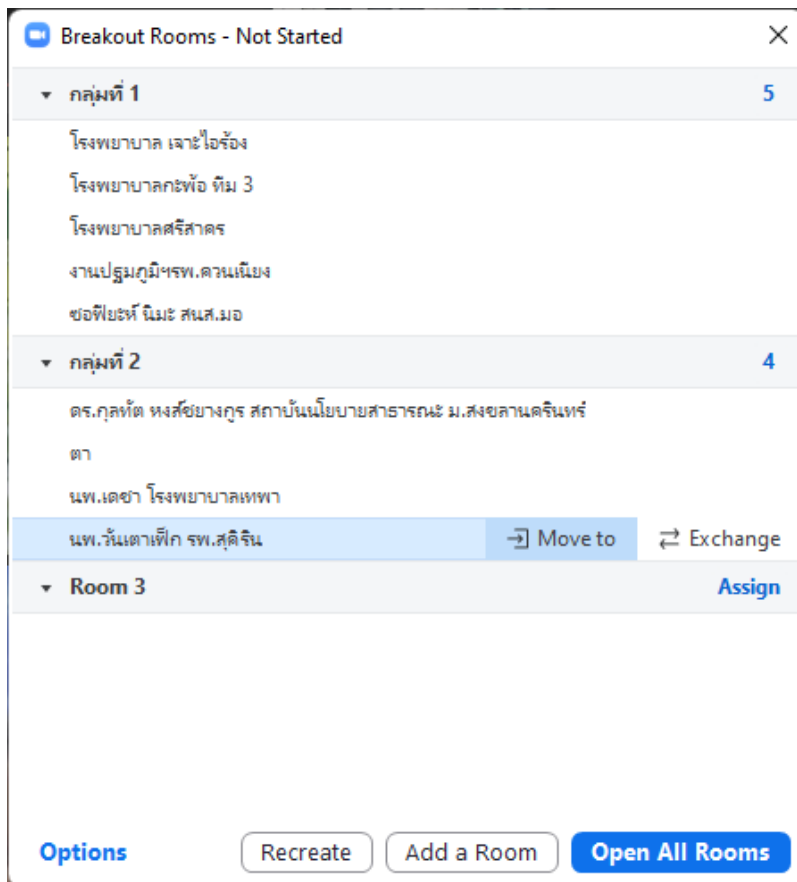 Breakout Rooms - Not Started
กลุ่มที่ 1 5
โรงพยาบาล เจาะไอร้อง
โรงพยาบาลกะพ้อ ทีม 3
โรงพยาบาลศรีสาคร
งานปฐมภูมิฯรพ.ควนเนียง
ซอฟียะห์ นิมะ สนส.มอ
กลุ่มที่ 2 4
ดร.กุลทัต หงส์ชยางกูร สถาบันนโยบายสาธารณะ ม.สงขลานครินทร์
ตา
นพ.เดชา โรงพยาบาลเทพา
นพ.วันเตาเฟ็ก รพ.สุคิริน Move to Exchange
Room 3 Assign
Options Recreate Add a Room Open All Rooms